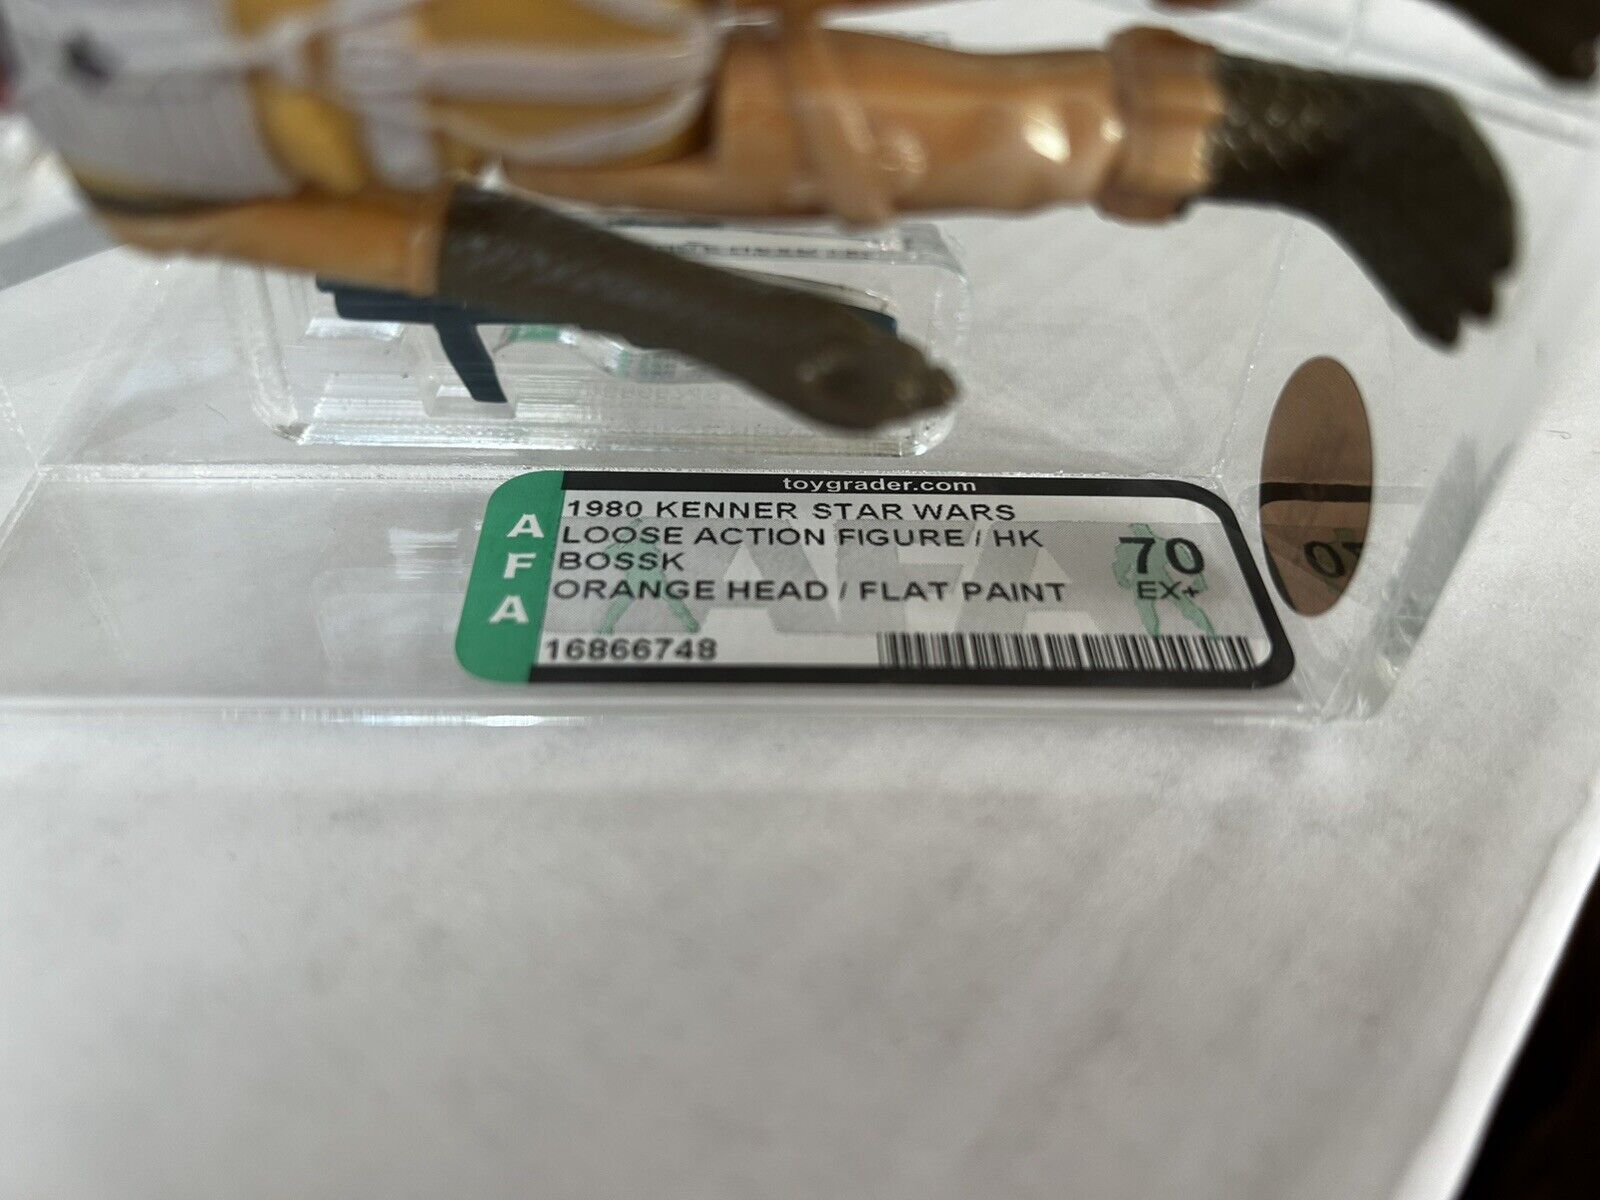 toygrader.com
AFA
1980 KENNER STAR WARS
LOOSE ACTION FIGURE / HK
BOSSK
ORANGE HEAD / FLAT PAINT
70
EX+
16866748
70